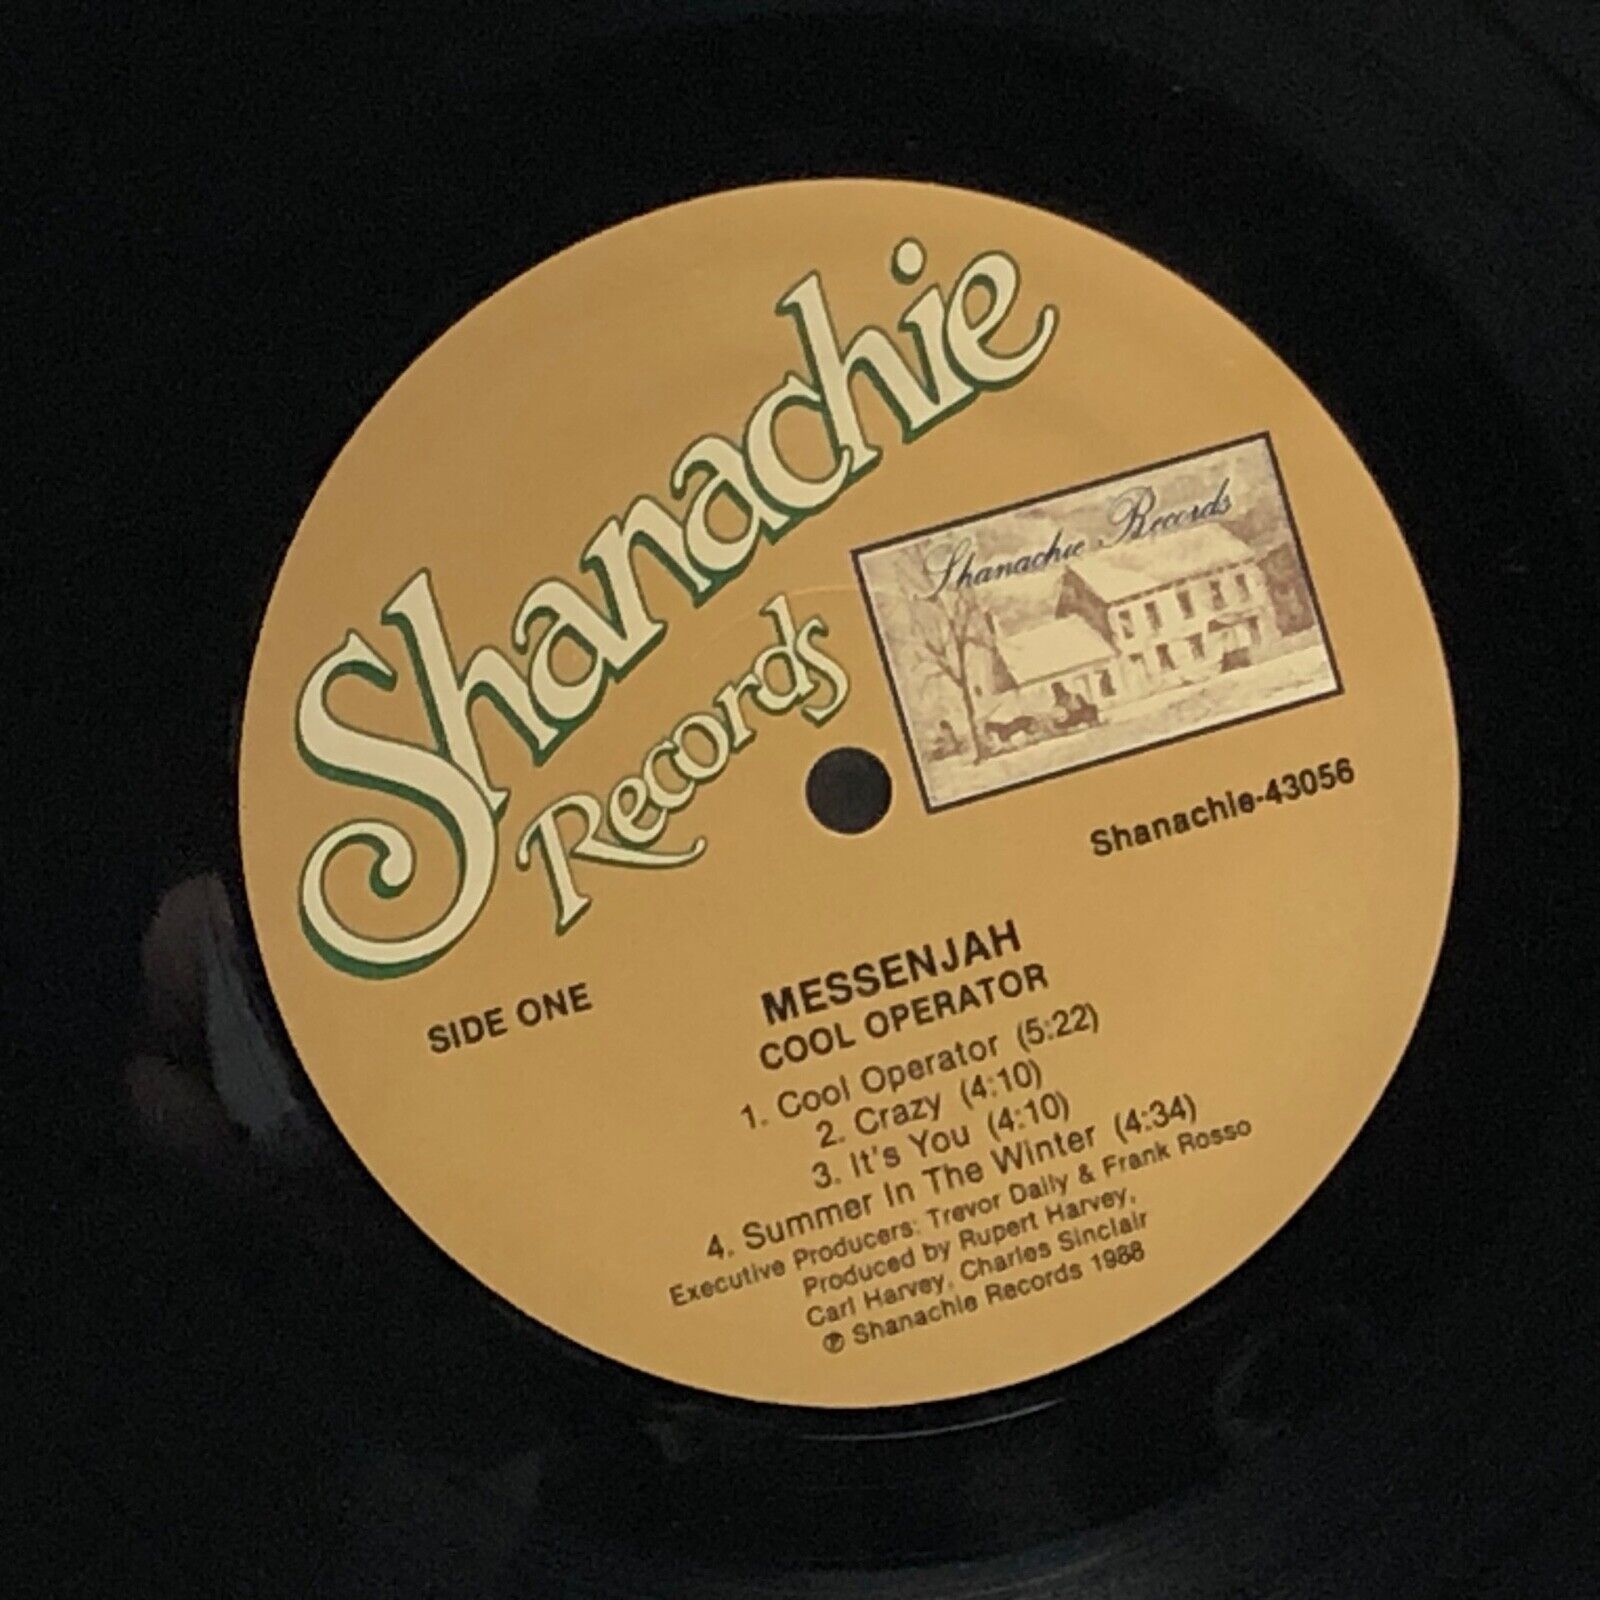 Shanachie
Records
Shanachie Records
Shanachie-43056
SIDE ONE
MESSENJAH
COOL OPERATOR
1. Cool Operator (5:22)
2. Crazy (4:10)
3. It's You (4:10)
4. Summer In The Winter (4:34)
Executive Producers: Trevor Daily & Frank Rosso
Produced by Rupert Harvey,
Carl Harvey, Charles Sinclair
℗ Shanachie Records 1988